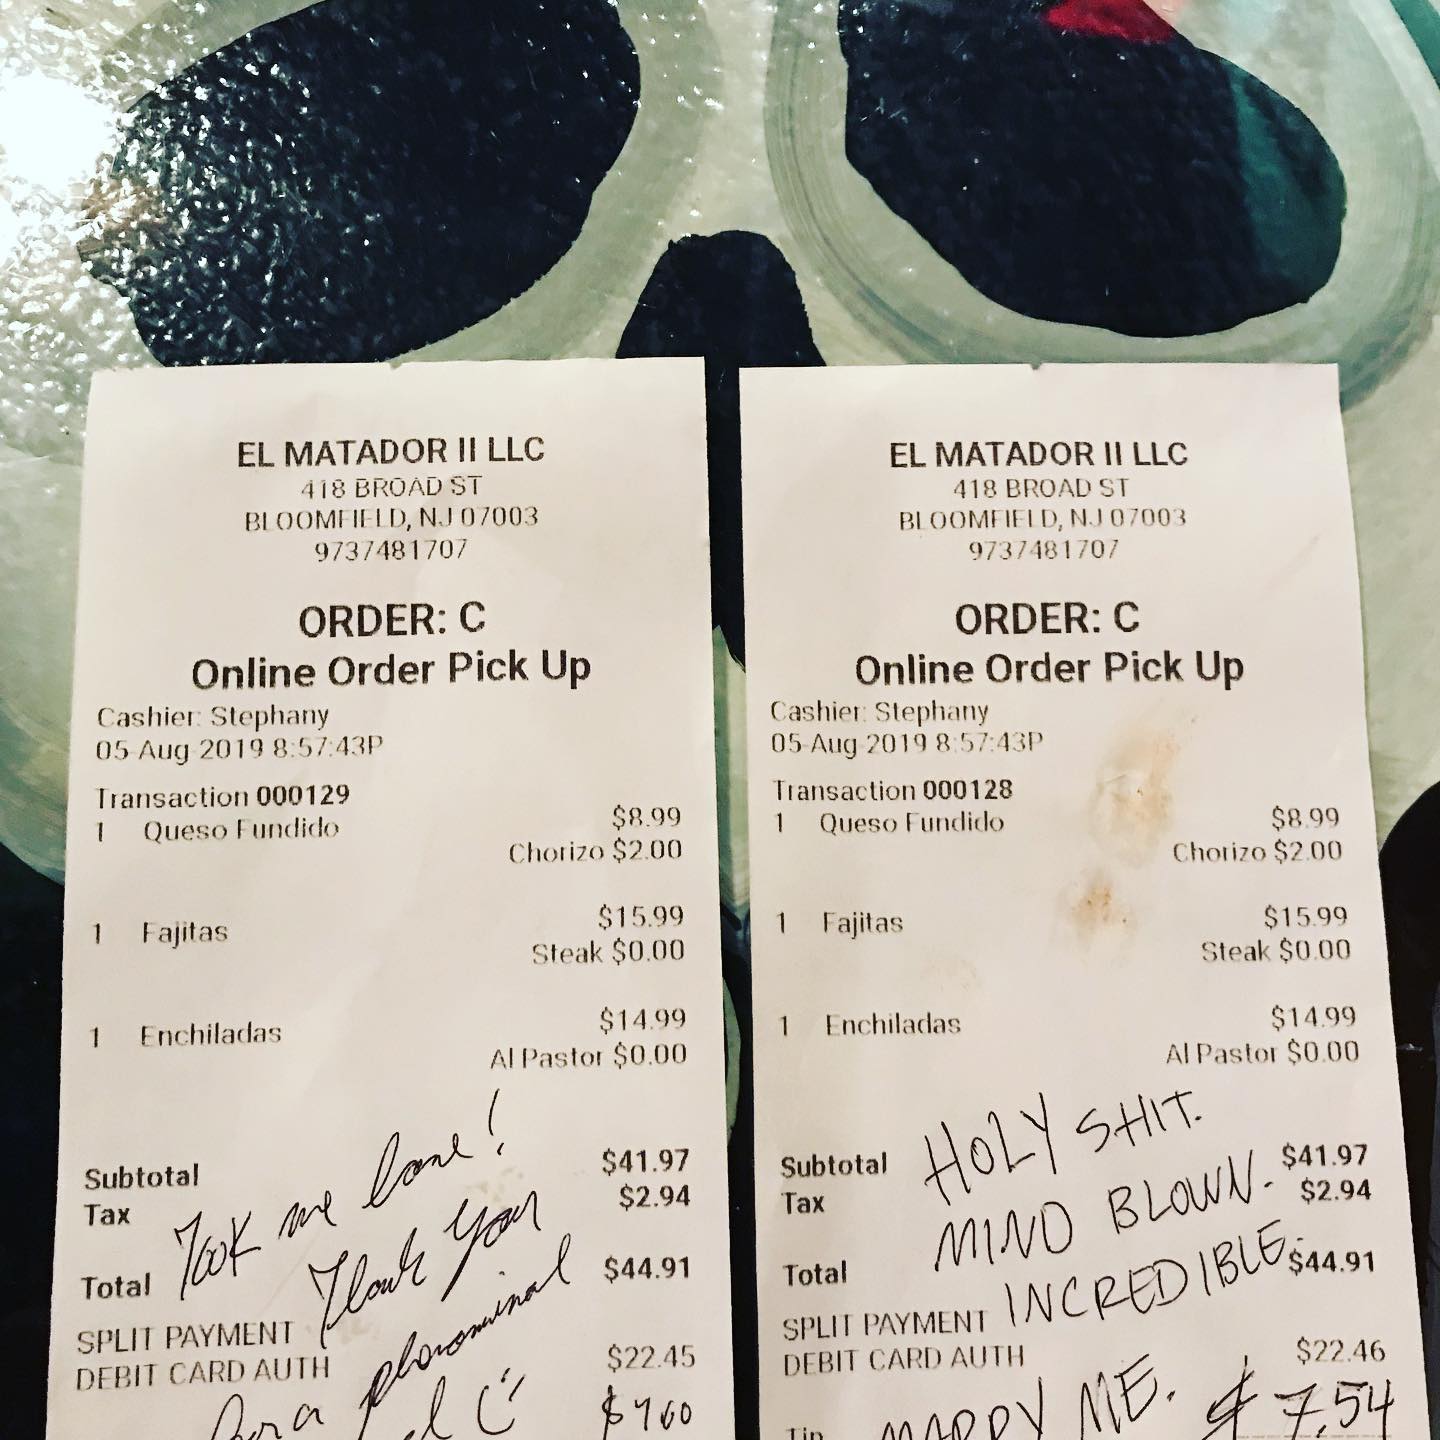 EL MATADOR II LLC
418 BROAD ST
BLOOMFIELD, NJ 07003
9737481707
ORDER: C
Online Order Pick Up
Cashier: Stephany
05-Aug-2019 8:57:43P
Transaction 000129
1 Queso Fundido $8.99
Chorizo $2.00
1 Fajitas $15.99
Steak $0.00
1 Enchiladas $14.99
Al Pastor $0.00
Subtotal $41.97
Tax $2.94
Total $44.91
SPLIT PAYMENT
DEBIT CARD AUTH $22.45
Took me home!
Thank you
for a phenominal
EL MATADOR II LLC
418 BROAD ST
BLOOMFIELD, NJ 07003
9737481707
ORDER: C
Online Order Pick Up
Cashier: Stephany
05-Aug-2019 8:57:43P
Transaction 000128
1 Queso Fundido $8.99
Chorizo $2.00
1 Fajitas $15.99
Steak $0.00
1 Enchiladas $14.99
Al Pastor $0.00
Subtotal $41.97
Tax $2.94
Total $44.91
SPLIT PAYMENT
DEBIT CARD AUTH $22.46
Tip $7.54
HOLY SHIT.
MIND BLOWN.
INCREDIBLE.
MARRY ME.